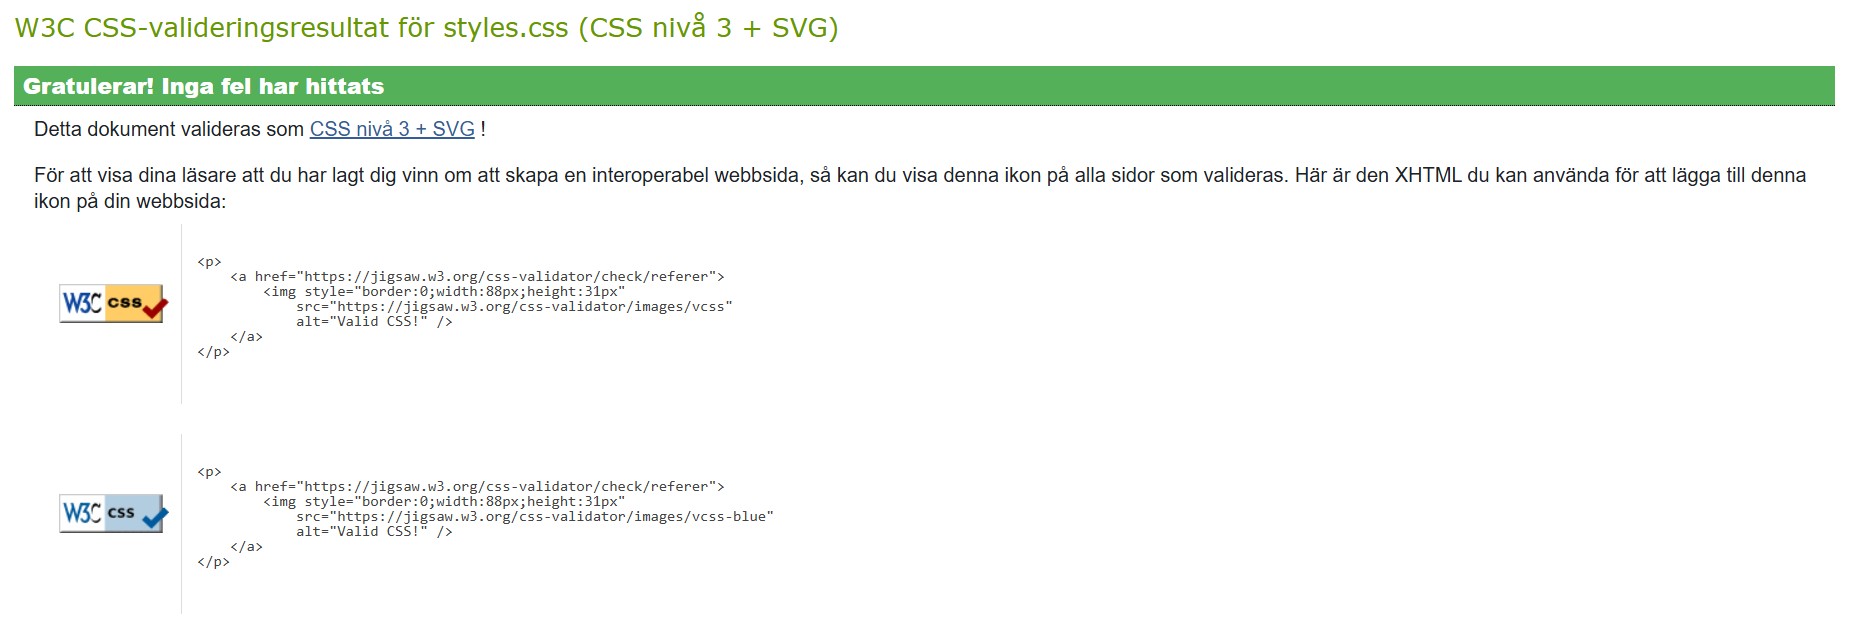 W3C CSS-valideringsresultat för styles.css (CSS nivå 3 + SVG)
Gratulerar! Inga fel har hittats
Detta dokument valideras som CSS nivå 3 + SVG !
För att visa dina läsare att du har lagt dig vinn om att skapa en interoperabel webbsida, så kan du visa denna ikon på alla sidor som valideras. Här är den XHTML du kan använda för att lägga till denna
ikon på din webbsida:
W3C css
<p>
    <a href="https://jigsaw.w3.org/css-validator/check/referer">
        <img style="border:0;width:88px;height:31px"
            src="https://jigsaw.w3.org/css-validator/images/vcss"
            alt="Valid CSS!" />
    </a>
</p>
W3C css
<p>
    <a href="https://jigsaw.w3.org/css-validator/check/referer">
        <img style="border:0;width:88px;height:31px"
            src="https://jigsaw.w3.org/css-validator/images/vcss-blue"
            alt="Valid CSS!" />
    </a>
</p>